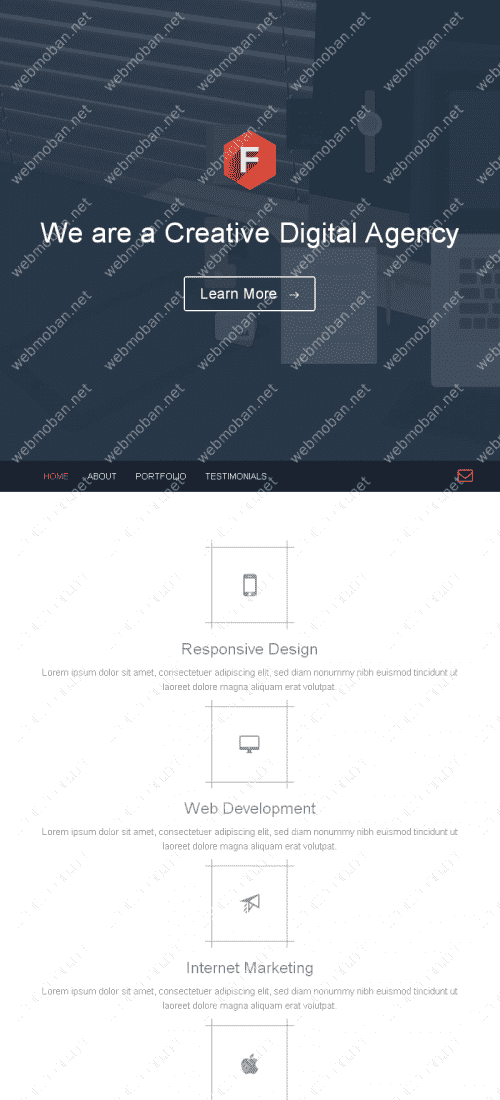 F
We are a Creative Digital Agency
Learn More →
HOME ABOUT PORTFOLIO TESTIMONIALS
Responsive Design
Lorem ipsum dolor sit amet, consectetuer adipiscing elit, sed diam nonummy nibh euismod tincidunt ut
laoreet dolore magna aliquam erat volutpat.
Web Development
Lorem ipsum dolor sit amet, consectetuer adipiscing elit, sed diam nonummy nibh euismod tincidunt ut
laoreet dolore magna aliquam erat volutpat.
Internet Marketing
Lorem ipsum dolor sit amet, consectetuer adipiscing elit, sed diam nonummy nibh euismod tincidunt ut
laoreet dolore magna aliquam erat volutpat.
webmoban.net